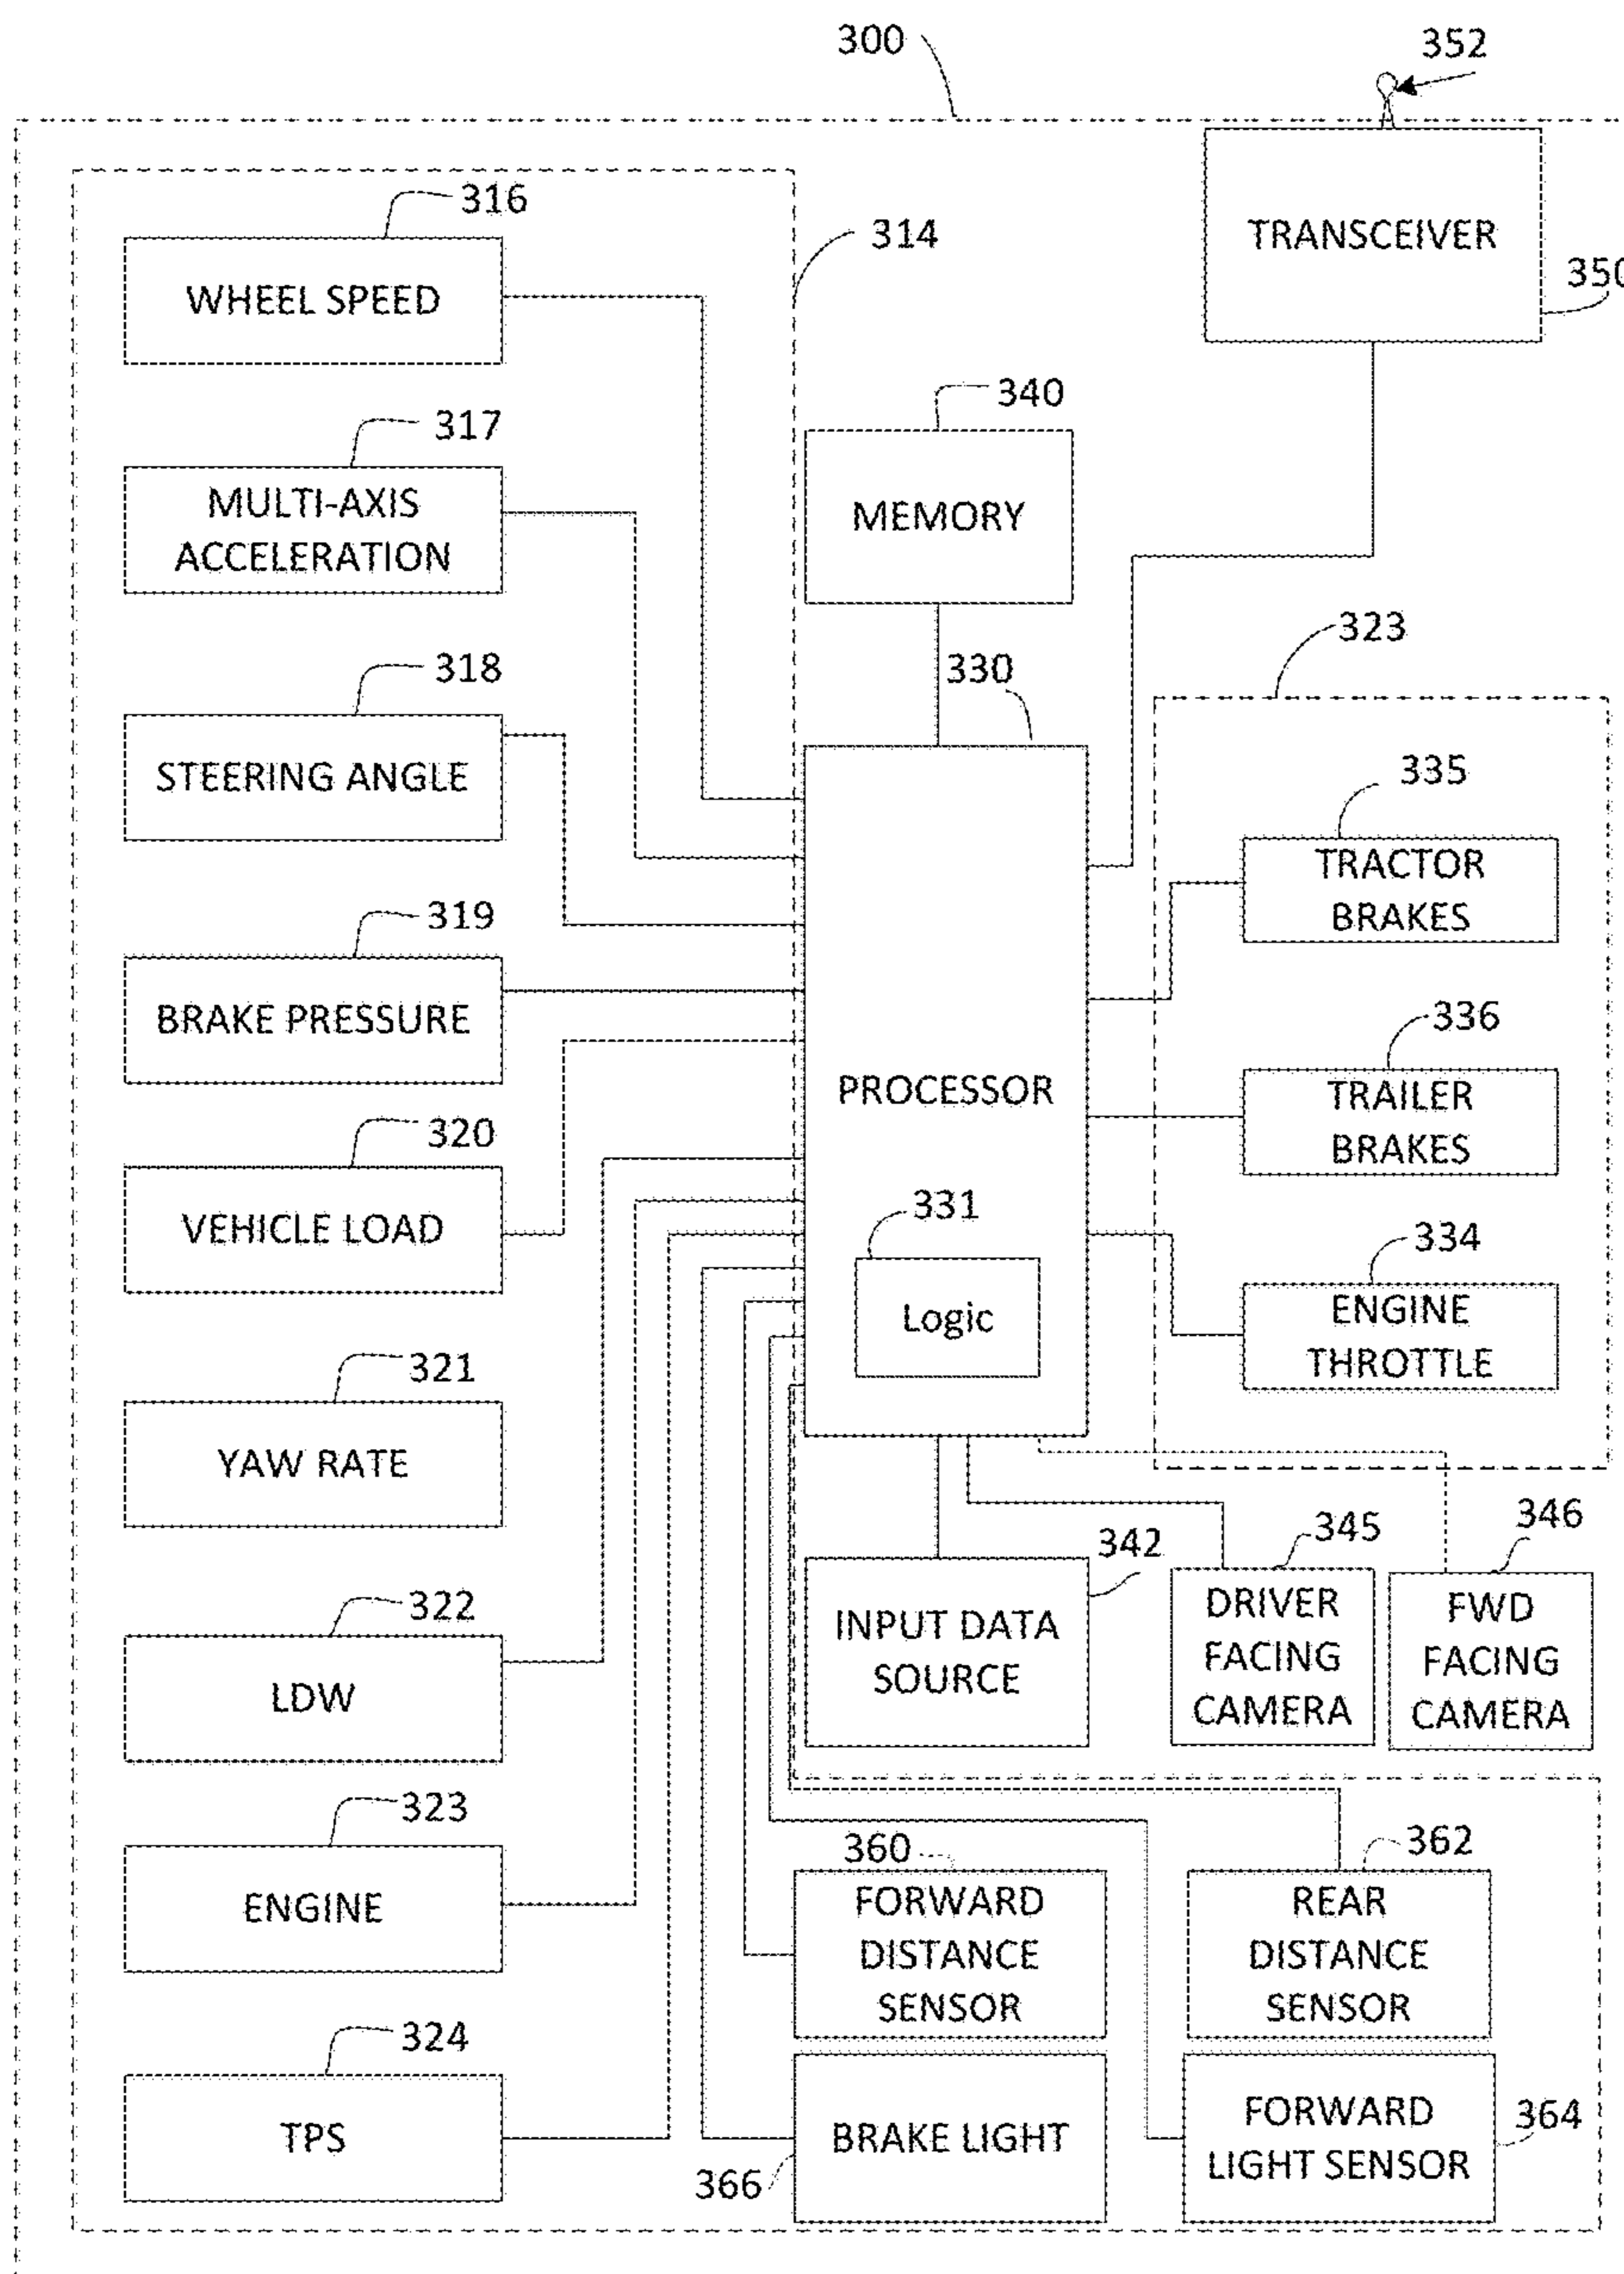 300
352
316
WHEEL SPEED
314
TRANSCEIVER
350
317
MULTI-AXIS
ACCELERATION
340
MEMORY
318
STEERING ANGLE
330
323
335
TRACTOR
BRAKES
319
BRAKE PRESSURE
PROCESSOR
336
TRAILER
BRAKES
320
VEHICLE LOAD
331
Logic
334
ENGINE
THROTTLE
321
YAW RATE
342
INPUT DATA
SOURCE
345
DRIVER
FACING
CAMERA
346
FWD
FACING
CAMERA
322
LDW
323
ENGINE
360
FORWARD
DISTANCE
SENSOR
362
REAR
DISTANCE
SENSOR
324
TPS
366
BRAKE LIGHT
FORWARD
LIGHT SENSOR
364